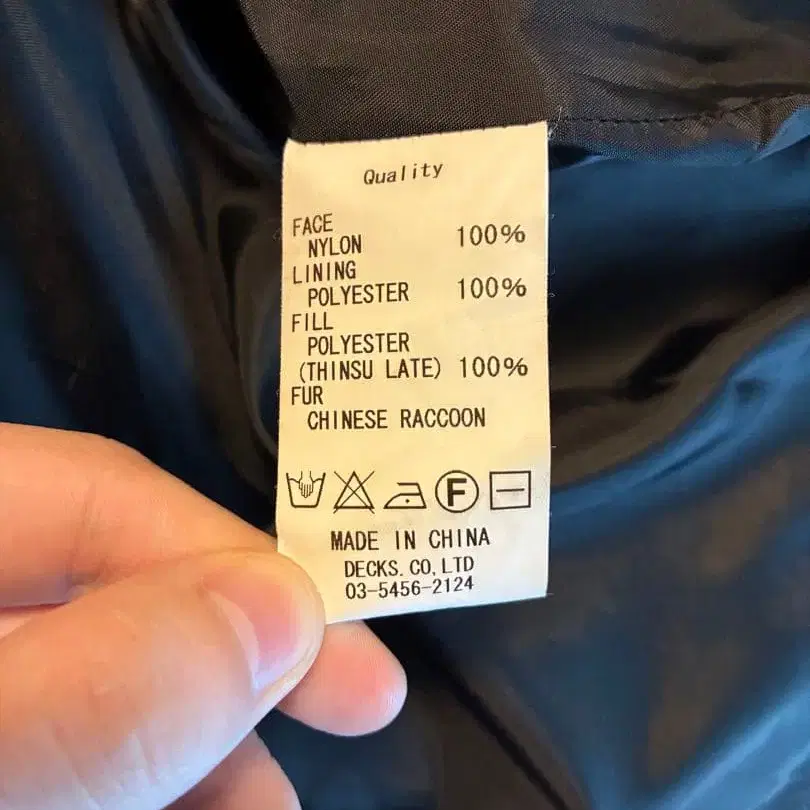 Quality
FACE
NYLON 100%
LINING
POLYESTER 100%
FILL
POLYESTER
(THINSU LATE) 100%
FUR
CHINESE RACCOON
F
MADE IN CHINA
DECKS. CO, LTD
03-5456-2124